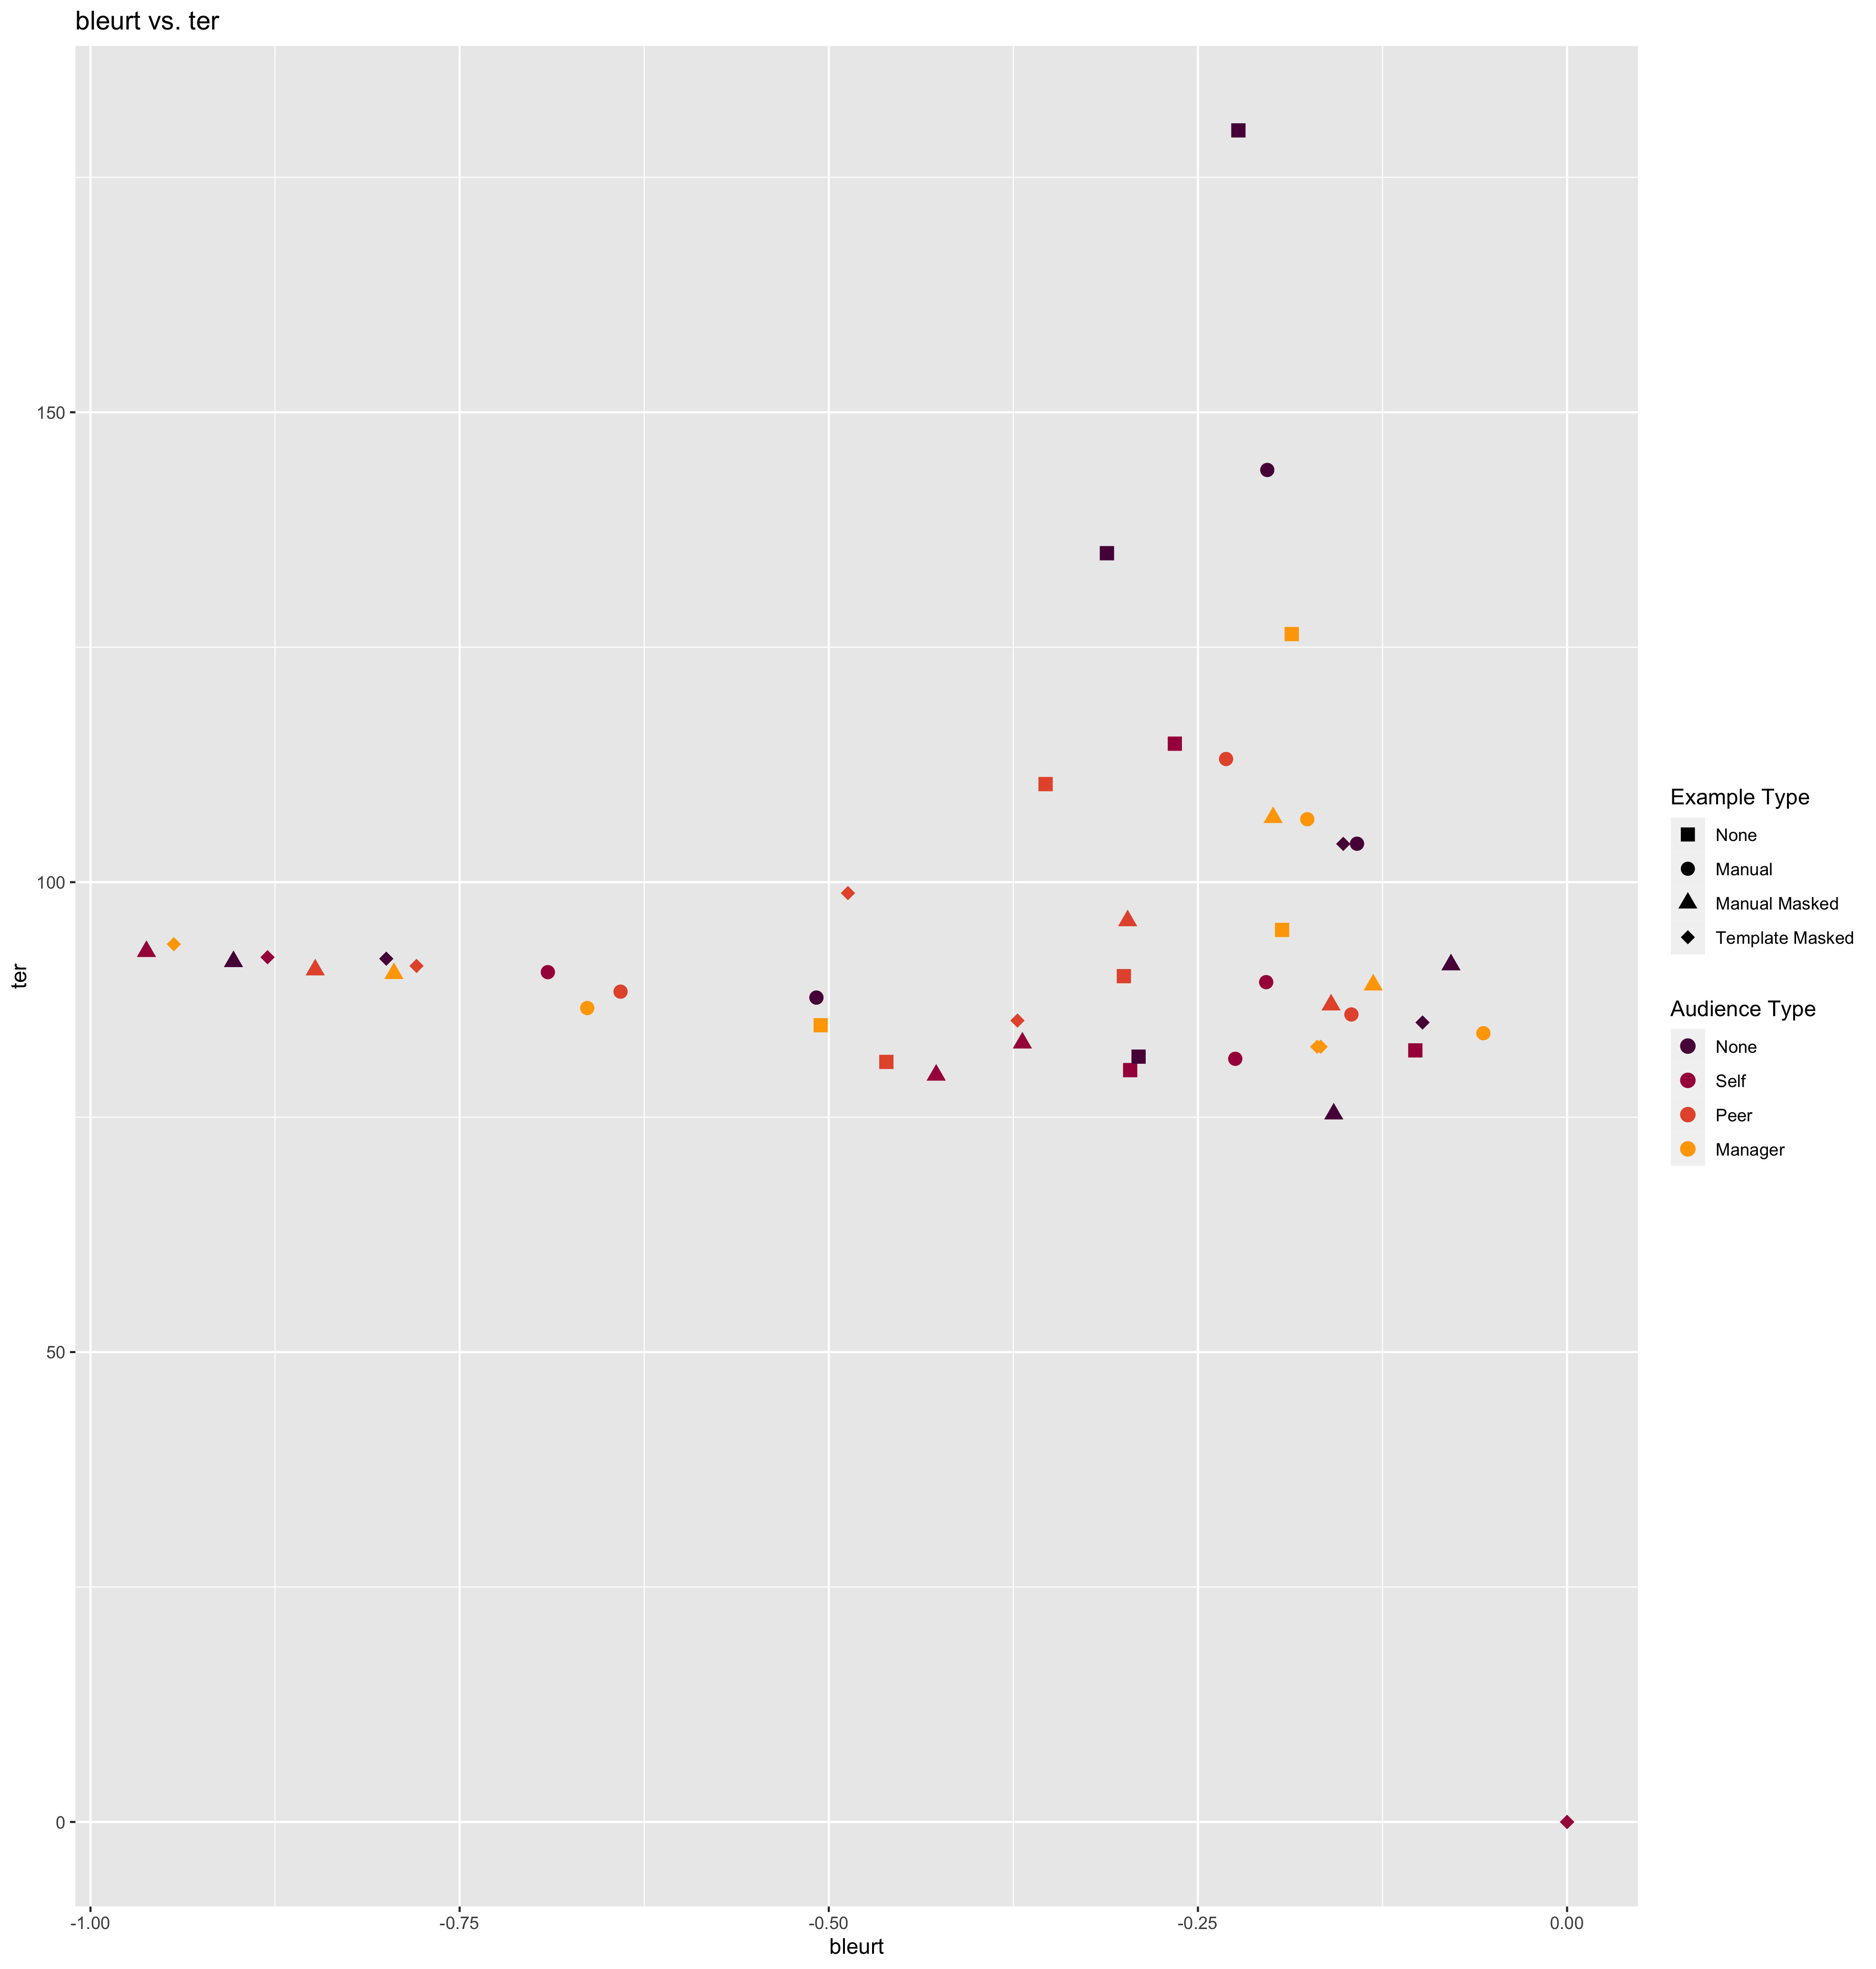 bleurt vs. ter
ter
150
100
50
0
-1.00
-0.75
-0.50
-0.25
0.00
bleurt
Example Type
None
Manual
Manual Masked
Template Masked
Audience Type
None
Self
Peer
Manager